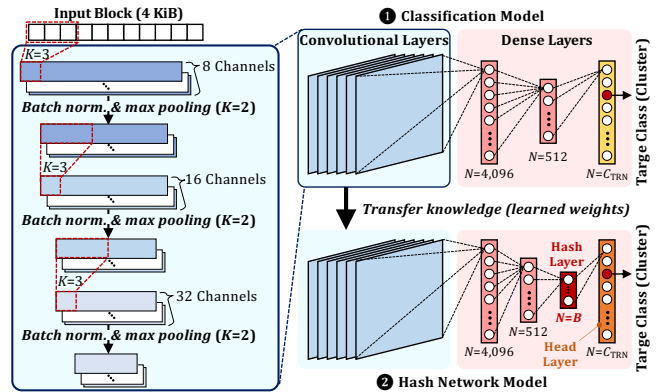 Input Block (4 KiB)
K=3
8 Channels
Batch norm. & max pooling (K=2)
K=3
16 Channels
Batch norm. & max pooling (K=2)
K=3
32 Channels
Batch norm. & max pooling (K=2)
❶ Classification Model
Convolutional Layers
Dense Layers
N=4,096
N=512
N=C_TRN
Targe Class (Cluster)
Transfer knowledge (learned weights)
Hash
Layer
N=4,096
N=512
N=B
Head
Layer
N=C_TRN
Targe Class (Cluster)
❷ Hash Network Model